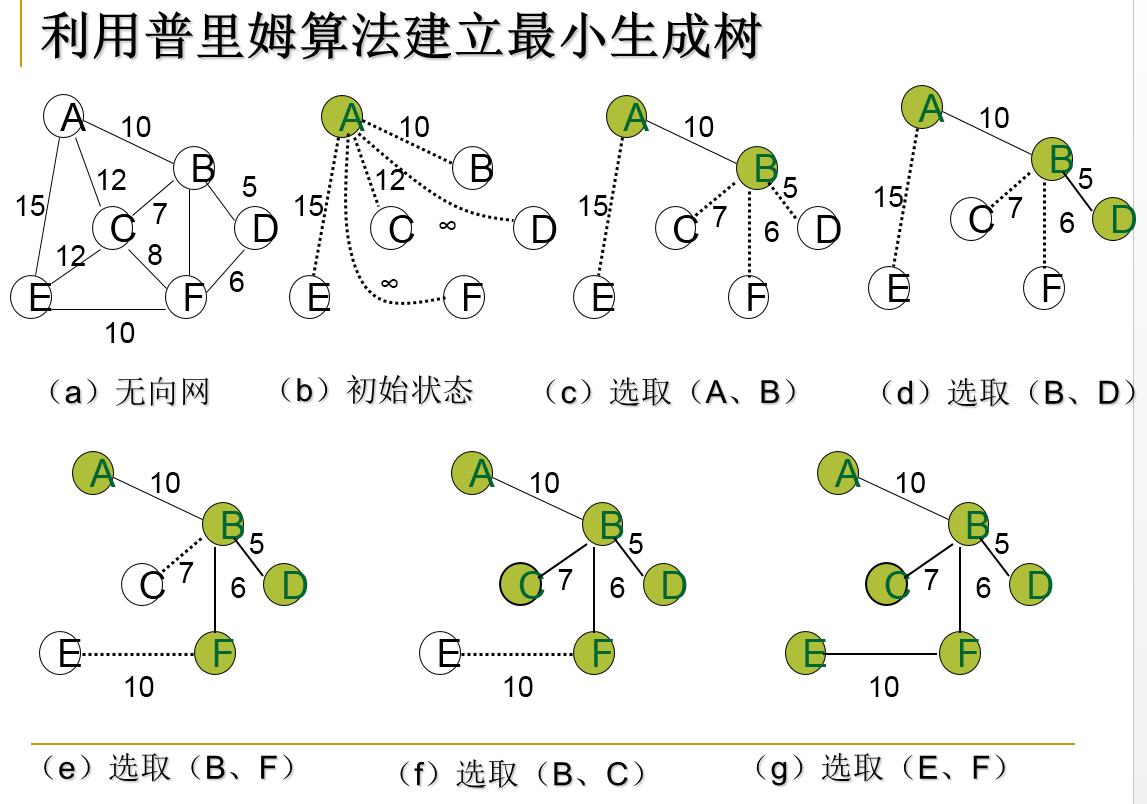 利用普里姆算法建立最小生成树
A
10
B
15
12
7
5
C
D
12
8
E
F
6
10
A
10
B
15
12
C
∞
D
E
∞
F
A
10
B
15
5
C
7
6
D
E
F
A
10
B
15
5
C
7
6
D
E
F
（a）无向网
（b）初始状态
（c）选取（A、B）
（d）选取（B、D）
A
10
B
5
C
7
6
D
E
F
10
A
10
B
5
C
7
6
D
E
F
10
A
10
B
5
C
7
6
D
E
F
10
（e）选取（B、F）
（f）选取（B、C）
（g）选取（E、F）